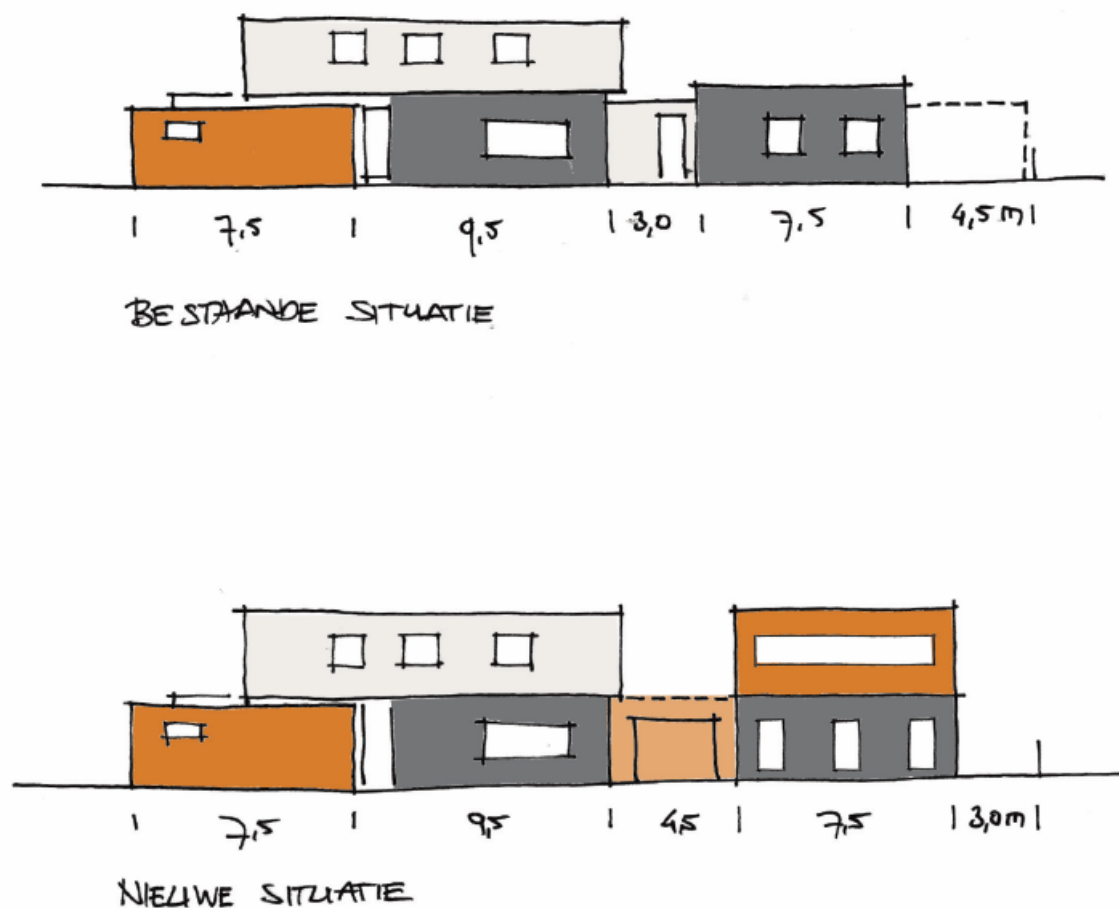 7,5 9,5 3,0 7,5 4,5 m
BESTAANDE SITUATIE
7,5 9,5 4,5 7,5 3,0 m
NIEUWE SITUATIE